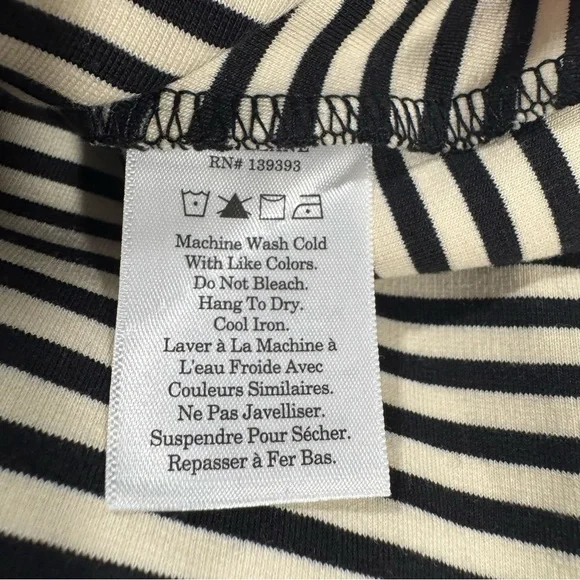 RN# 139393
Machine Wash Cold
With Like Colors.
Do Not Bleach.
Hang To Dry.
Cool Iron.
Laver à La Machine à
L'eau Froide Avec
Couleurs Similaires.
Ne Pas Javelliser.
Suspendre Pour Sécher.
Repasser à Fer Bas.